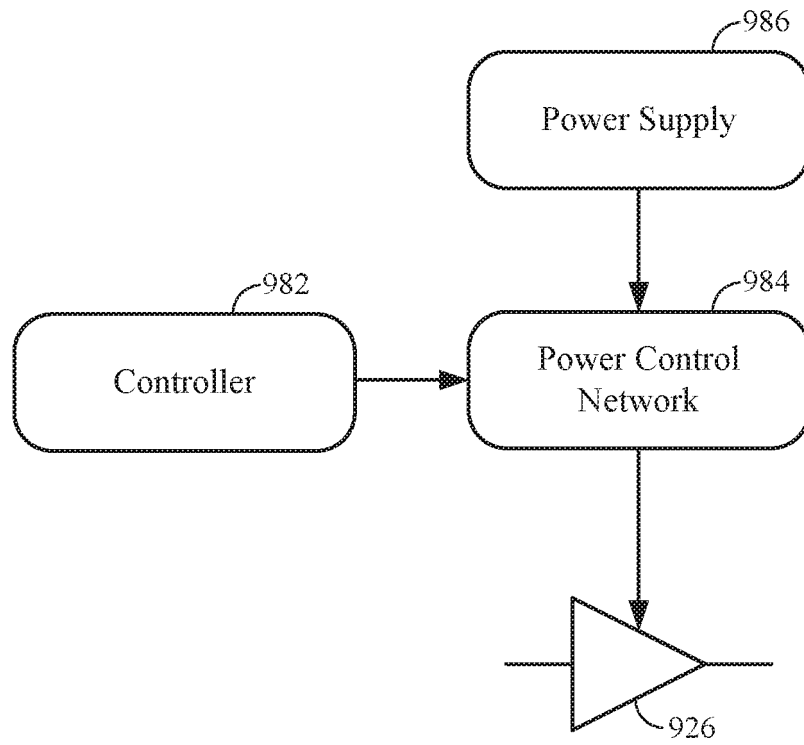 986
Power Supply
982
984
Controller
Power Control
Network
926